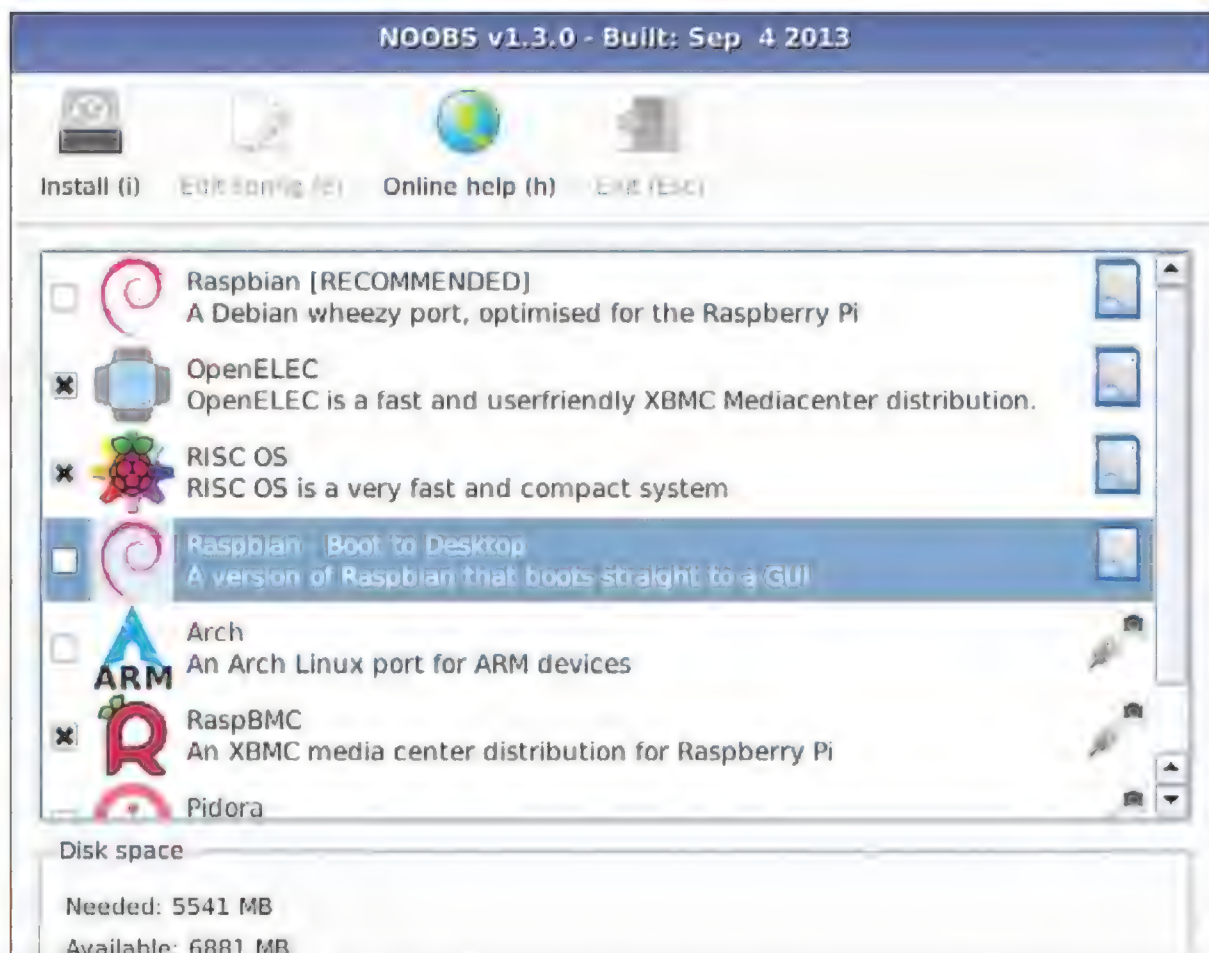 NOOBS v1.3.0 - Built: Sep 4 2013
Install (i)
Edit config (e)
Online help (h)
Exit (Esc)
Raspbian [RECOMMENDED]
A Debian wheezy port, optimised for the Raspberry Pi
OpenELEC
OpenELEC is a fast and userfriendly XBMC Mediacenter distribution.
RISC OS
RISC OS is a very fast and compact system
Raspbian - Boot to Desktop
A version of Raspbian that boots straight to a GUI
Arch
An Arch Linux port for ARM devices
ARM
RaspBMC
An XBMC media center distribution for Raspberry Pi
Pidora
Disk space
Needed: 5541 MB
Available: 6881 MB